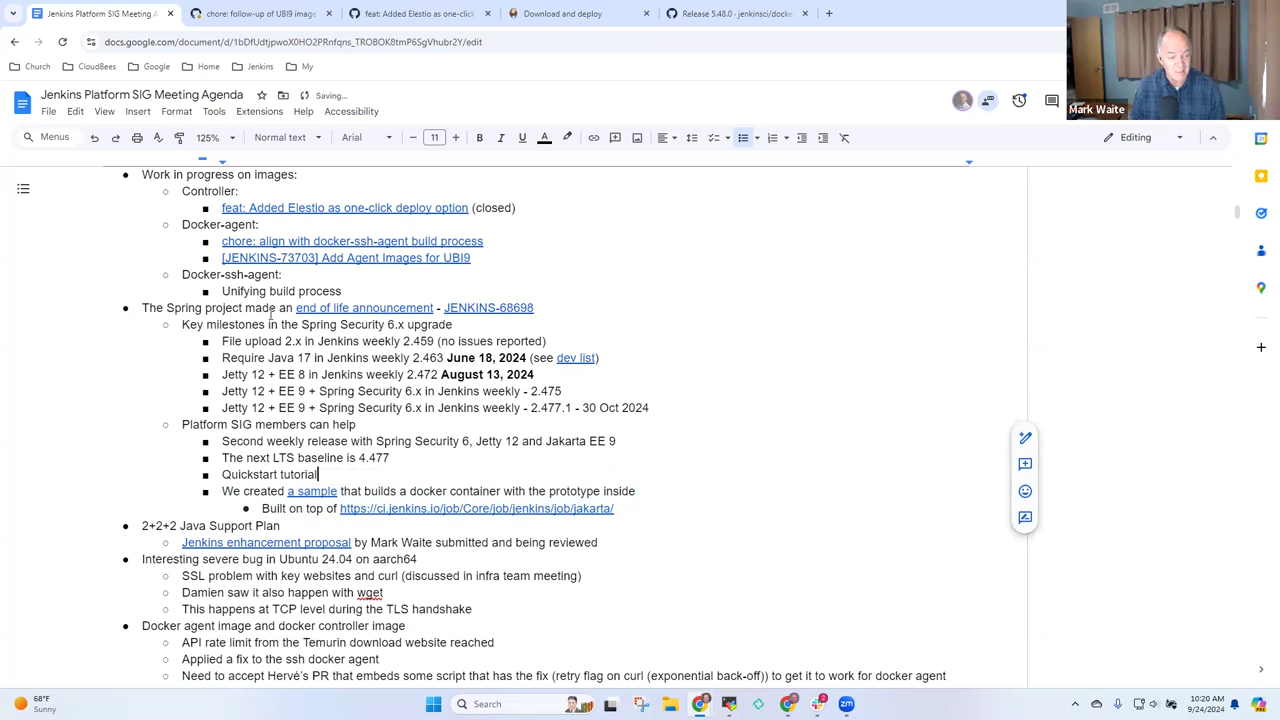 Jenkins Platform SIG Meeting A
chore: follow-up of UBI9 image
feat: Added Elestio as one-click
Download and deploy
Release 5.48.0 · jenkinsci/docke
docs.google.com/document/d/1bDfUdtjpwoX0HO2PRnfqns_TROBOK8tmP6SgVhubr2Y/edit
Church
CloudBees
Google
Home
Jenkins
My
Mark Waite
Jenkins Platform SIG Meeting Agenda
Saving...
File Edit View Insert Format Tools Extensions Help Accessibility
Menus
125%
Normal text
Arial
11
Editing
Work in progress on images:
Controller:
feat: Added Elestio as one-click deploy option (closed)
Docker-agent:
chore: align with docker-ssh-agent build process
[JENKINS-73703] Add Agent Images for UBI9
Docker-ssh-agent:
Unifying build process
The Spring project made an end of life announcement - JENKINS-68698
Key milestones in the Spring Security 6.x upgrade
File upload 2.x in Jenkins weekly 2.459 (no issues reported)
Require Java 17 in Jenkins weekly 2.463 June 18, 2024 (see dev list)
Jetty 12 + EE 8 in Jenkins weekly 2.472 August 13, 2024
Jetty 12 + EE 9 + Spring Security 6.x in Jenkins weekly - 2.475
Jetty 12 + EE 9 + Spring Security 6.x in Jenkins weekly - 2.477.1 - 30 Oct 2024
Platform SIG members can help
Second weekly release with Spring Security 6, Jetty 12 and Jakarta EE 9
The next LTS baseline is 4.477
Quickstart tutorial
We created a sample that builds a docker container with the prototype inside
Built on top of https://ci.jenkins.io/job/Core/job/jenkins/job/jakarta/
2+2+2 Java Support Plan
Jenkins enhancement proposal by Mark Waite submitted and being reviewed
Interesting severe bug in Ubuntu 24.04 on aarch64
SSL problem with key websites and curl (discussed in infra team meeting)
Damien saw it also happen with wget
This happens at TCP level during the TLS handshake
Docker agent image and docker controller image
API rate limit from the Temurin download website reached
Applied a fix to the ssh docker agent
Need to accept Hervé's PR that embeds some script that has the fix (retry flag on curl (exponential back-off)) to get it to work for docker agent
68°F
Sunny
Search
10:20 AM
9/24/2024